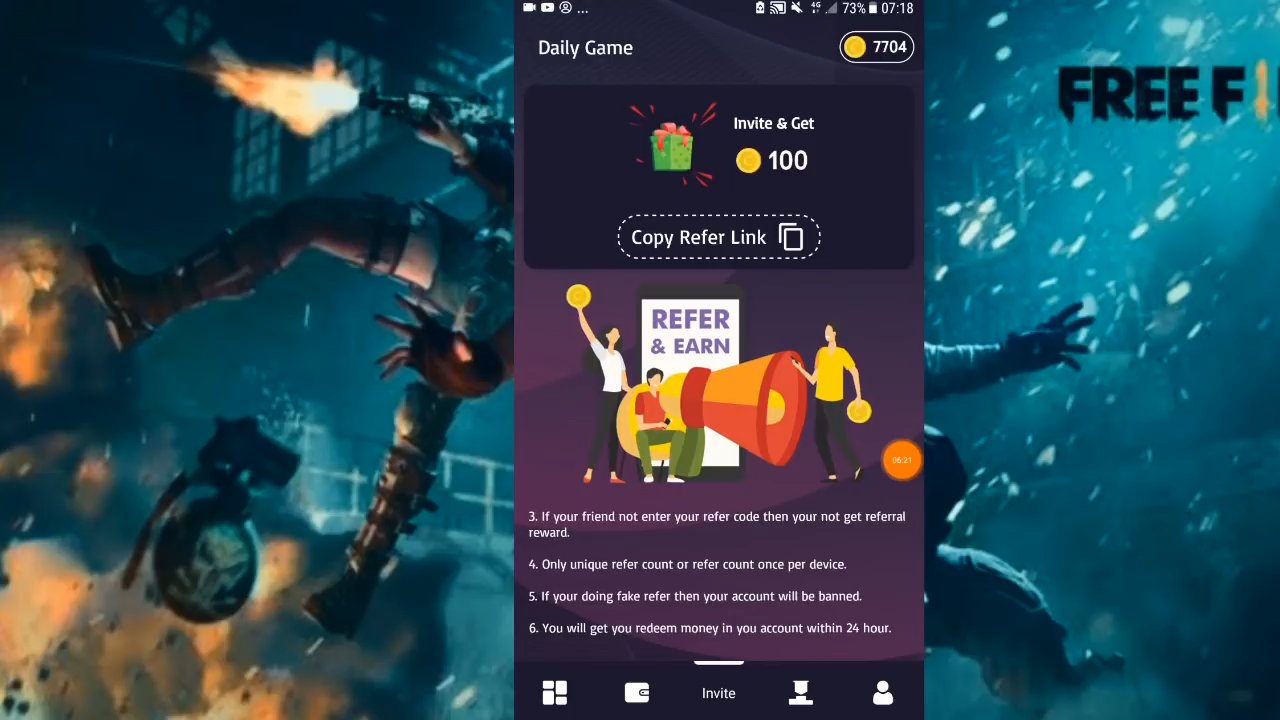 ... 4G 73% 07:18
Daily Game 7704
FREE FI
Invite & Get
100
Copy Refer Link
REFER
& EARN
06:21
3. If your friend not enter your refer code then your not get referral
reward.
4. Only unique refer count or refer count once per device.
5. If your doing fake refer then your account will be banned.
6. You will get you redeem money in you account within 24 hour.
Invite